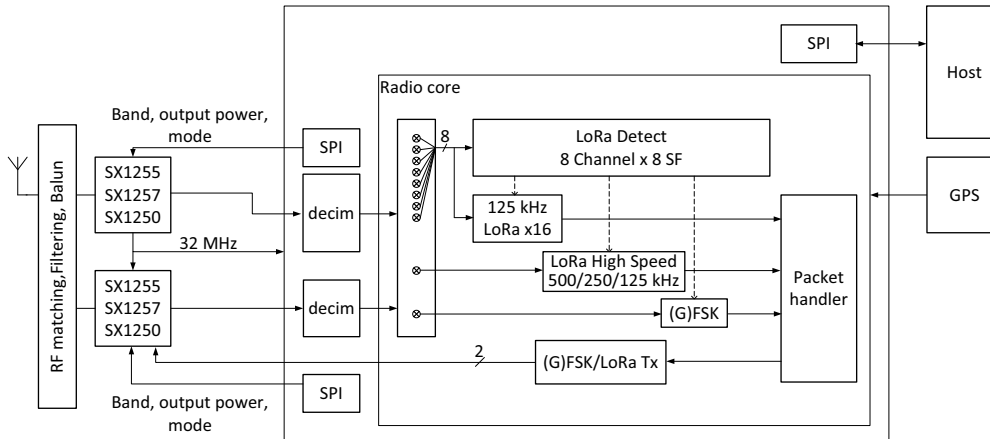 SPI
Host
Radio core
Band, output power,
mode
SPI
8
LoRa Detect
8 Channel x 8 SF
RF matching,Filtering, Balun
SX1255
SX1257
SX1250
decim
125 kHz
LoRa x16
GPS
32 MHz
LoRa High Speed
500/250/125 kHz
Packet
handler
SX1255
SX1257
SX1250
decim
(G)FSK
2
(G)FSK/LoRa Tx
SPI
Band, output power,
mode